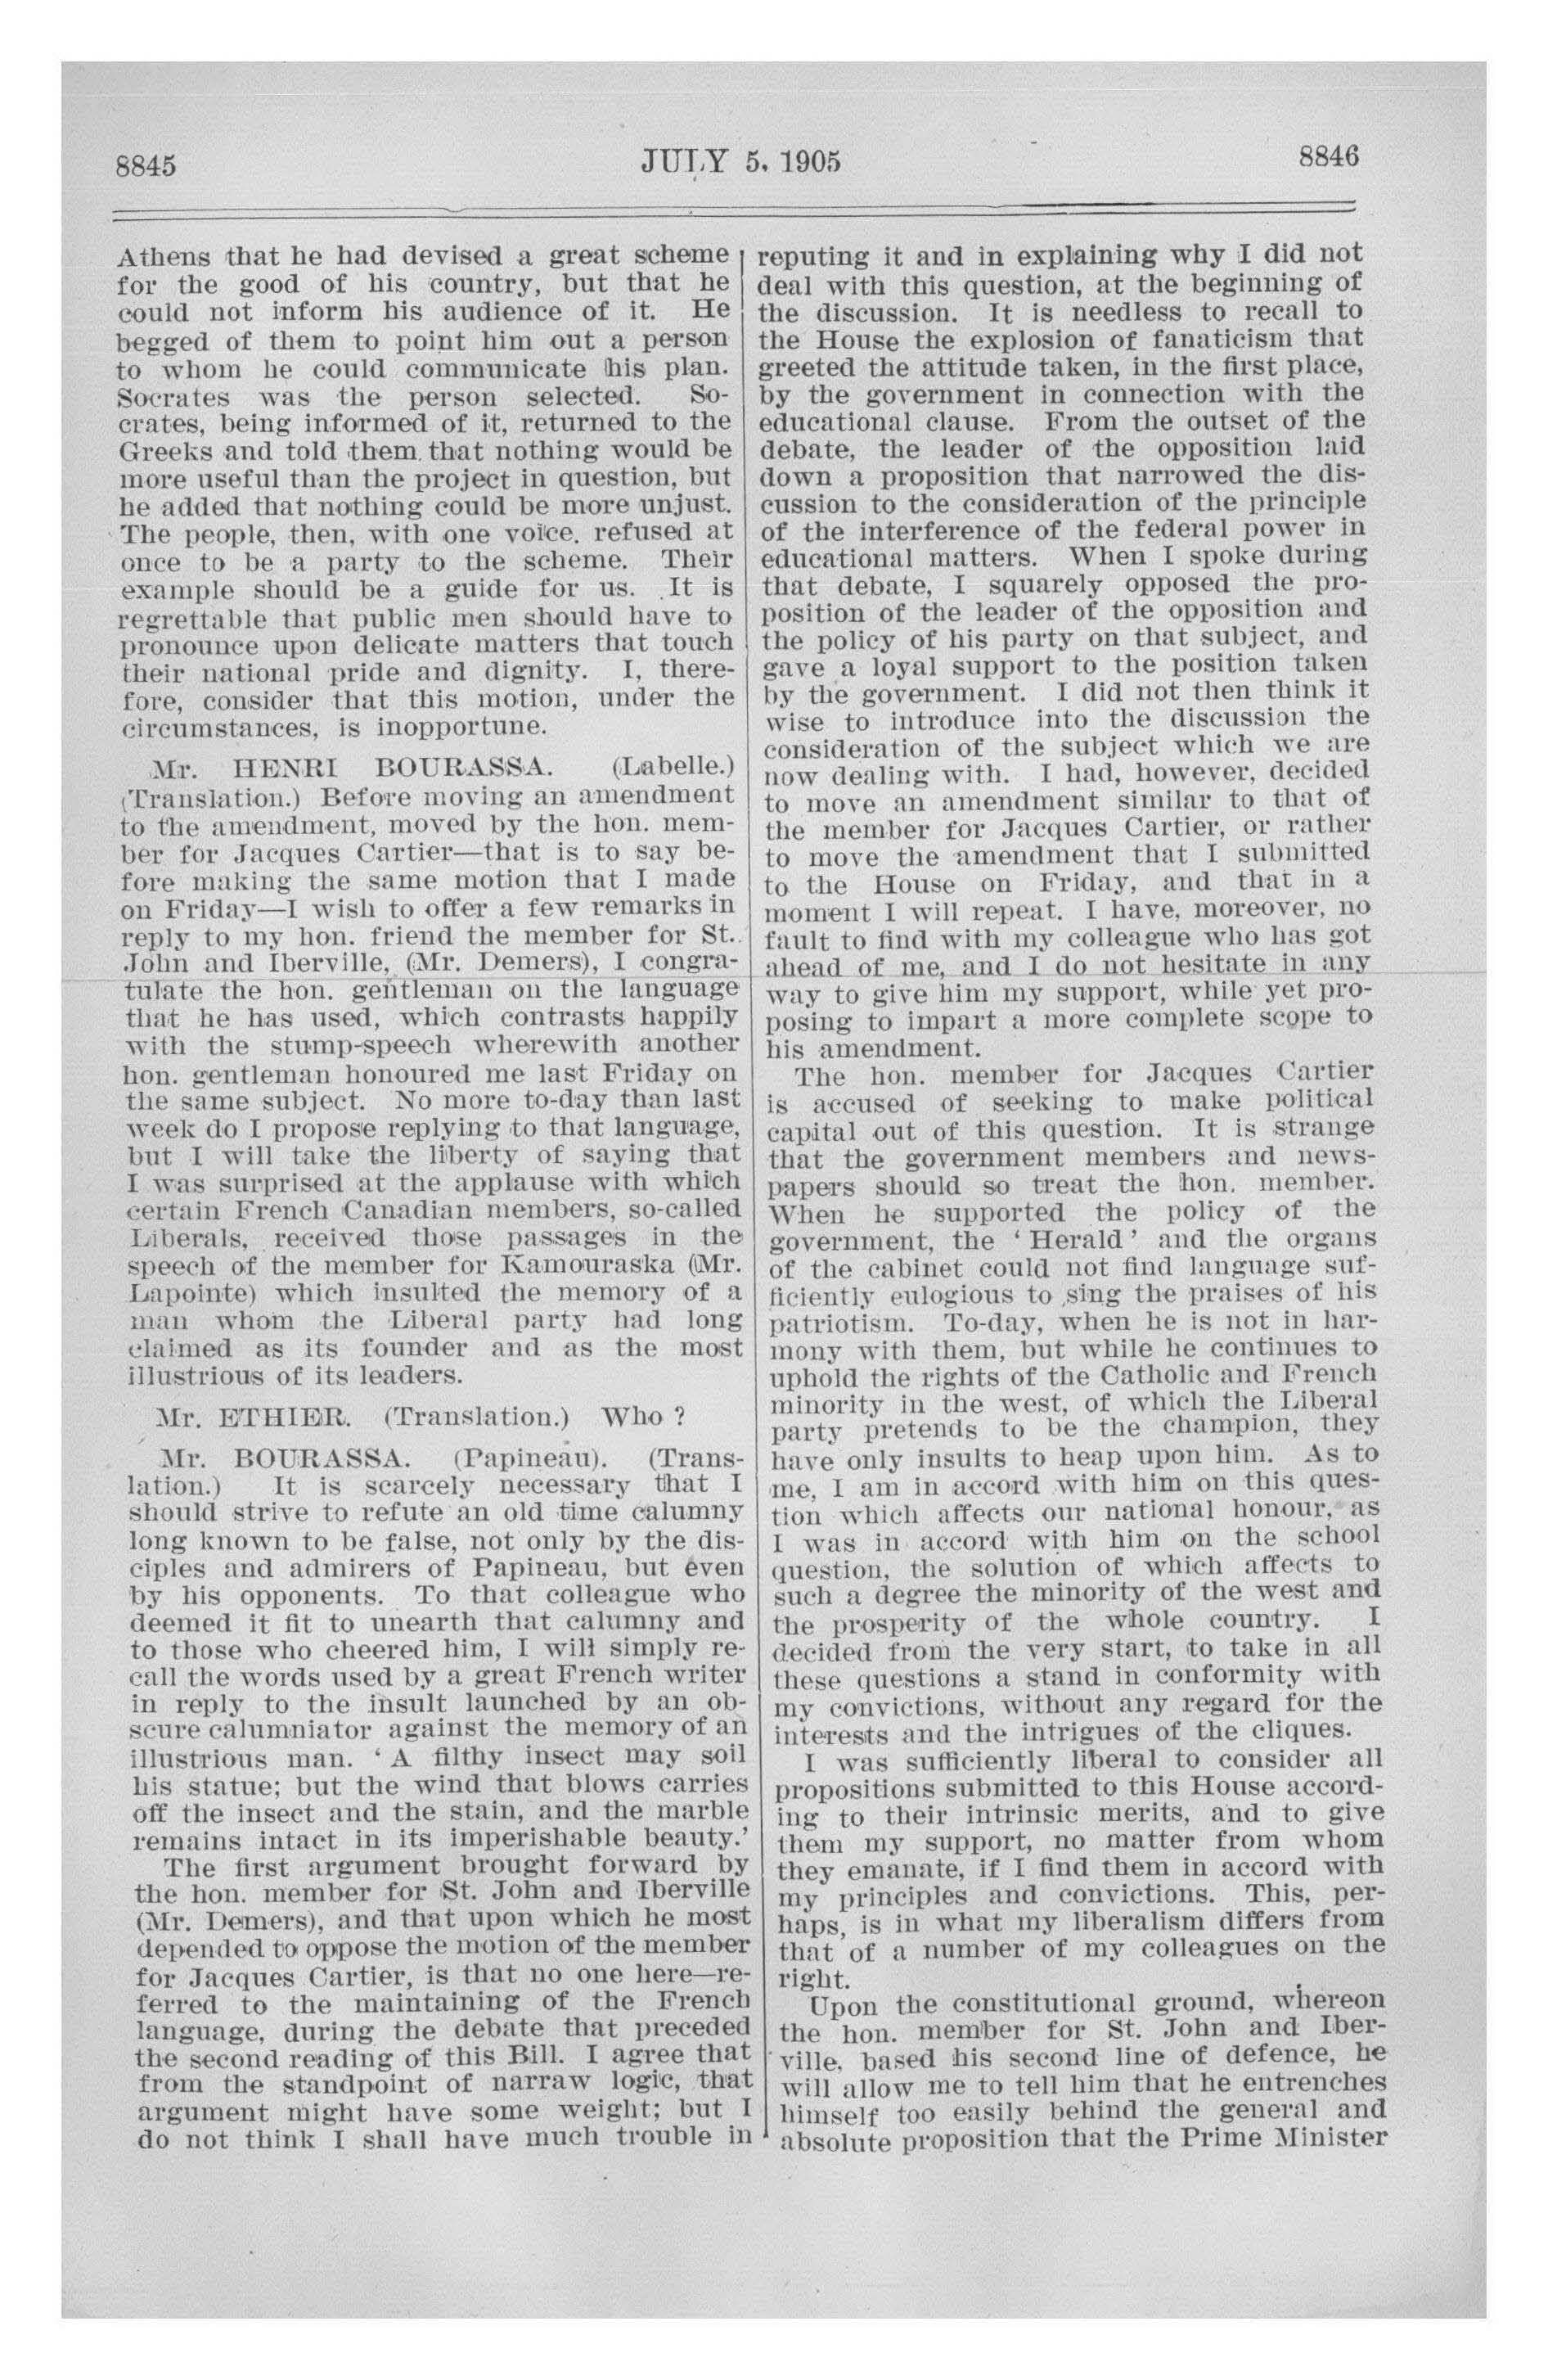 8845
JULY 5, 1905
8846
Athens that he had devised a great scheme
for the good of his country, but that he
could not inform his audience of it. He
begged of them to point him out a person
to whom he could communicate his plan.
Socrates was the person selected. So-
crates, being informed of it, returned to the
Greeks and told them that nothing would be
more useful than the project in question, but
he added that nothing could be more unjust.
The people, then, with one voice, refused at
once to be a party to the scheme. Their
example should be a guide for us. It is
regrettable that public men should have to
pronounce upon delicate matters that touch
their national pride and dignity. I, there-
fore, consider that this motion, under the
circumstances, is inopportune.
Mr. HENRI BOURASSA. (Labelle.)
(Translation.) Before moving an amendment
to the amendment, moved by the hon. mem-
ber for Jacques Cartier—that is to say be-
fore making the same motion that I made
on Friday—I wish to offer a few remarks in
reply to my hon. friend the member for St.
John and Iberville, (Mr. Demers), I congra-
tulate the hon. gentleman on the language
that he has used, which contrasts happily
with the stump-speech wherewith another
hon. gentleman honoured me last Friday on
the same subject. No more to-day than last
week do I propose replying to that language,
but I will take the liberty of saying that
I was surprised at the applause with which
certain French Canadian members, so-called
Liberals, received those passages in the
speech of the member for Kamouraska (Mr.
Lapointe) which insulted the memory of a
man whom the Liberal party had long
claimed as its founder and as the most
illustrious of its leaders.
Mr. ETHIER. (Translation.) Who ?
Mr. BOURASSA. (Papineau). (Trans-
lation.) It is scarcely necessary that I
should strive to refute an old time calumny
long known to be false, not only by the dis-
ciples and admirers of Papineau, but even
by his opponents. To that colleague who
deemed it fit to unearth that calumny and
to those who cheered him, I will simply re-
call the words used by a great French writer
in reply to the insult launched by an ob-
scure calumniator against the memory of an
illustrious man. ‘ A filthy insect may soil
his statue; but the wind that blows carries
off the insect and the stain, and the marble
remains intact in its imperishable beauty.’
The first argument brought forward by
the hon. member for St. John and Iberville
(Mr. Demers), and that upon which he most
depended to oppose the motion of the member
for Jacques Cartier, is that no one here—re-
ferred to the maintaining of the French
language, during the debate that preceded
the second reading of this Bill. I agree that
from the standpoint of narraw logic, that
argument might have some weight; but I
do not think I shall have much trouble in
reputing it and in explaining why I did not
deal with this question, at the beginning of
the discussion. It is needless to recall to
the House the explosion of fanaticism that
greeted the attitude taken, in the first place,
by the government in connection with the
educational clause. From the outset of the
debate, the leader of the opposition laid
down a proposition that narrowed the dis-
cussion to the consideration of the principle
of the interference of the federal power in
educational matters. When I spoke during
that debate, I squarely opposed the pro-
position of the leader of the opposition and
the policy of his party on that subject, and
gave a loyal support to the position taken
by the government. I did not then think it
wise to introduce into the discussion the
consideration of the subject which we are
now dealing with. I had, however, decided
to move an amendment similar to that of
the member for Jacques Cartier, or rather
to move the amendment that I submitted
to the House on Friday, and that in a
moment I will repeat. I have, moreover, no
fault to find with my colleague who has got
ahead of me, and I do not hesitate in any
way to give him my support, while yet pro-
posing to impart a more complete scope to
his amendment.
The hon. member for Jacques Cartier
is accused of seeking to make political
capital out of this question. It is strange
that the government members and news-
papers should so treat the hon. member.
When he supported the policy of the
government, the ‘ Herald ’ and the organs
of the cabinet could not find language suf-
ficiently eulogious to sing the praises of his
patriotism. To-day, when he is not in har-
mony with them, but while he continues to
uphold the rights of the Catholic and French
minority in the west, of which the Liberal
party pretends to be the champion, they
have only insults to heap upon him. As to
me, I am in accord with him on this ques-
tion which affects our national honour, as
I was in accord with him on the school
question, the solution of which affects to
such a degree the minority of the west and
the prosperity of the whole country. I
decided from the very start, to take in all
these questions a stand in conformity with
my convictions, without any regard for the
interests and the intrigues of the cliques.
I was sufficiently liberal to consider all
propositions submitted to this House accord-
ing to their intrinsic merits, and to give
them my support, no matter from whom
they emanate, if I find them in accord with
my principles and convictions. This, per-
haps, is in what my liberalism differs from
that of a number of my colleagues on the
right.
Upon the constitutional ground, whereon
the hon. member for St. John and Iber-
ville, based his second line of defence, he
will allow me to tell him that he entrenches
himself too easily behind the general and
absolute proposition that the Prime Minister